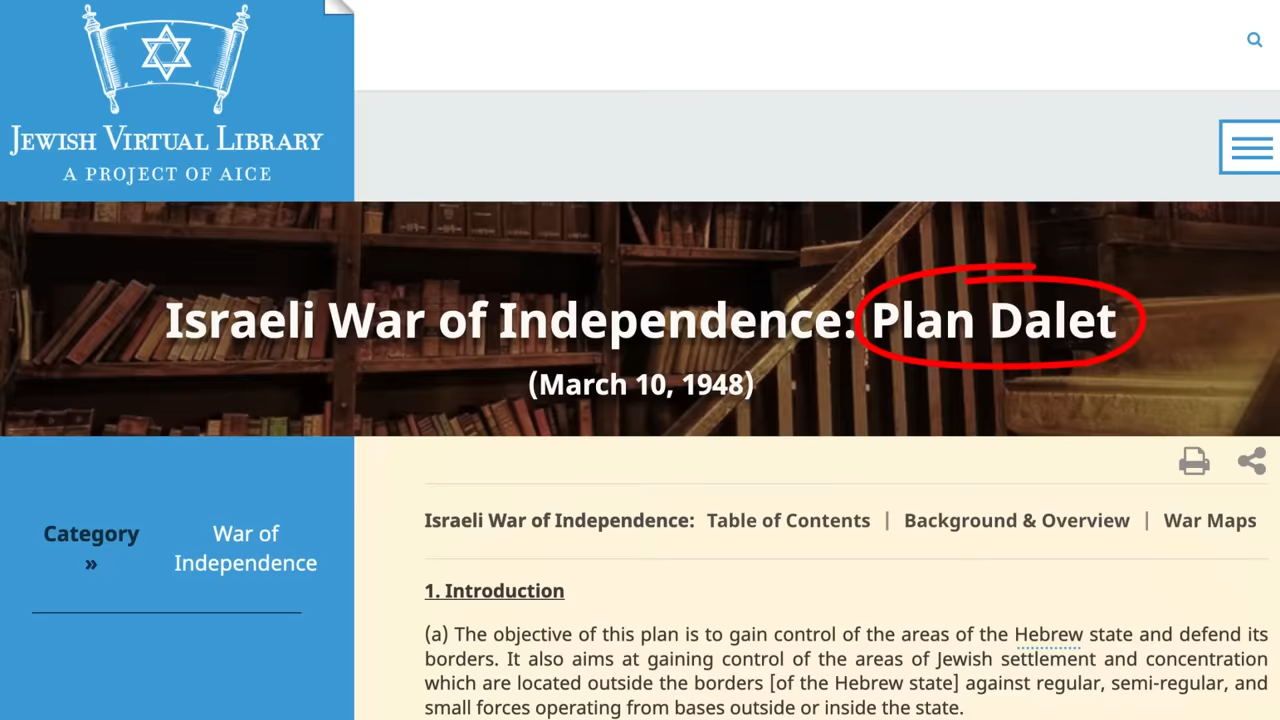 JEWISH VIRTUAL LIBRARY
A PROJECT OF AICE
Israeli War of Independence: Plan Dalet
(March 10, 1948)
Category
»
War of
Independence
Israeli War of Independence: Table of Contents | Background & Overview | War Maps
1. Introduction
(a) The objective of this plan is to gain control of the areas of the Hebrew state and defend its
borders. It also aims at gaining control of the areas of Jewish settlement and concentration
which are located outside the borders [of the Hebrew state] against regular, semi-regular, and
small forces operating from bases outside or inside the state.